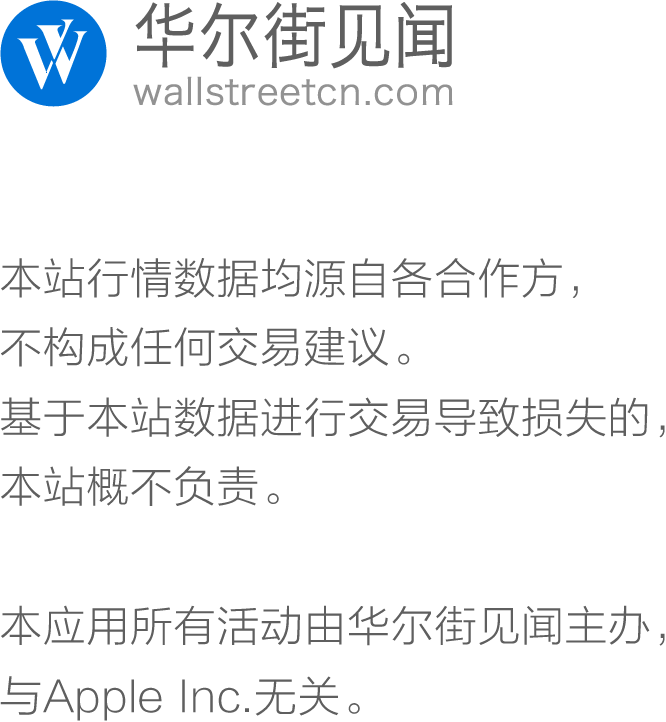 华尔街见闻
wallstreetcn.com
本站行情数据均源自各合作方，
不构成任何交易建议。
基于本站数据进行交易导致损失的，
本站概不负责。
本应用所有活动由华尔街见闻主办，
与Apple Inc.无关。